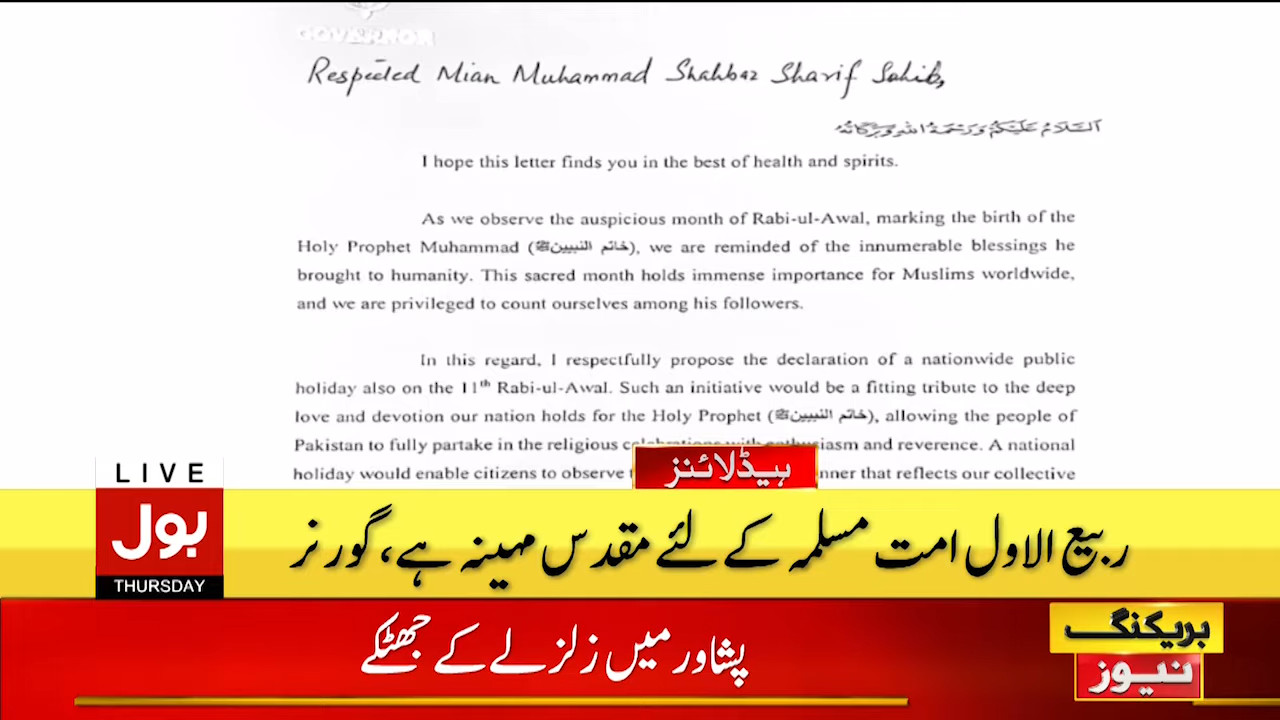 GOVERNOR
Respected Mian Muhammad Shahbaz Sharif Sahib,
السلام علیکم ورحمۃ اللہ وبرکاتہ
I hope this letter finds you in the best of health and spirits.
As we observe the auspicious month of Rabi-ul-Awal, marking the birth of the
Holy Prophet Muhammad (خاتم النبیین ﷺ), we are reminded of the innumerable blessings he
brought to humanity. This sacred month holds immense importance for Muslims worldwide,
and we are privileged to count ourselves among his followers.
In this regard, I respectfully propose the declaration of a nationwide public
holiday also on the 11th Rabi-ul-Awal. Such an initiative would be a fitting tribute to the deep
love and devotion our nation holds for the Holy Prophet (خاتم النبیین ﷺ), allowing the people of
Pakistan to fully partake in the religious celebrations with enthusiasm and reverence. A national
holiday would enable citizens to observe that reflects our collective
ہیڈلائنز
LIVE
بول
THURSDAY
ربیع الاول امت مسلمہ کے لئے مقدس مہینہ ہے، گورنر
پشاور میں زلزلے کے جھٹکے
بریکنگ
نیوز